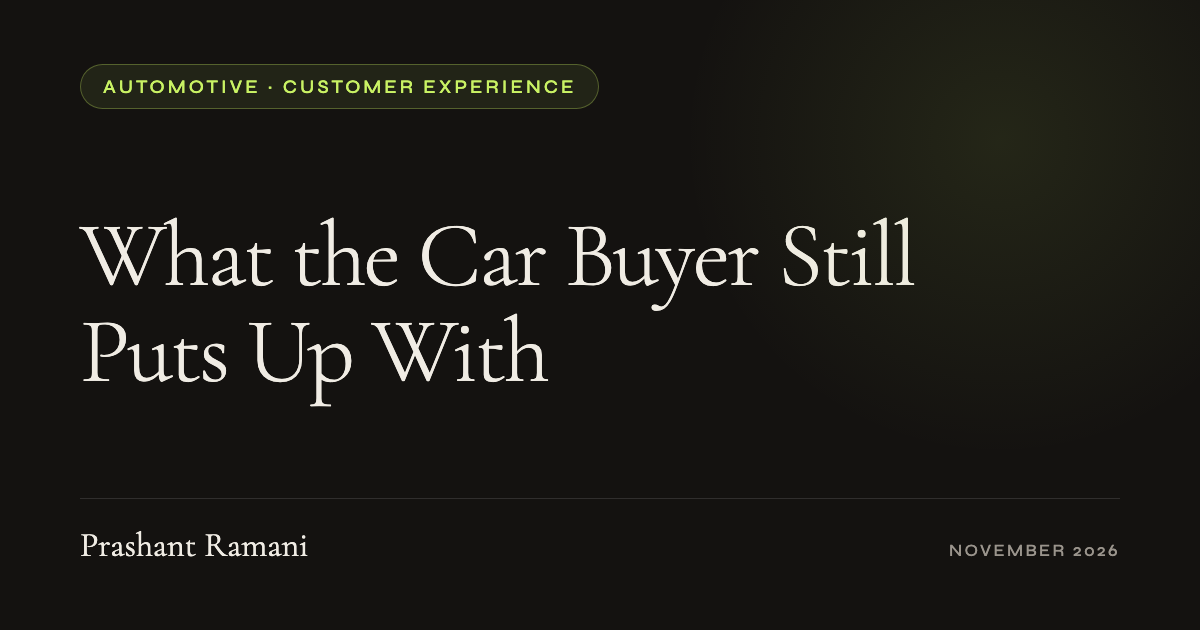 AUTOMOTIVE · CUSTOMER EXPERIENCE
What the Car Buyer Still
Puts Up With
Prashant Ramani
NOVEMBER 2026